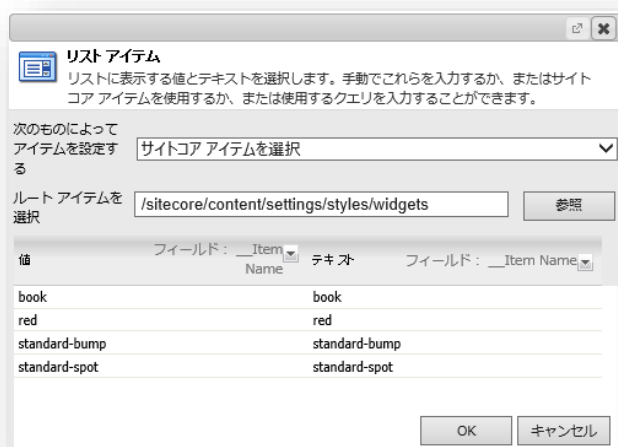 リスト アイテム
リストに表示する値とテキストを選択します。手動でこれらを入力するか、またはサイト
コア アイテムを使用するか、または使用するクエリを入力することができます。
次のものによって
アイテムを設定す
る
サイトコア アイテムを選択
ルート アイテムを
選択
/sitecore/content/settings/styles/widgets
参照
値 フィールド： __Item Name テキスト フィールド： __Item Name
book book
red red
standard-bump standard-bump
standard-spot standard-spot
OK キャンセル